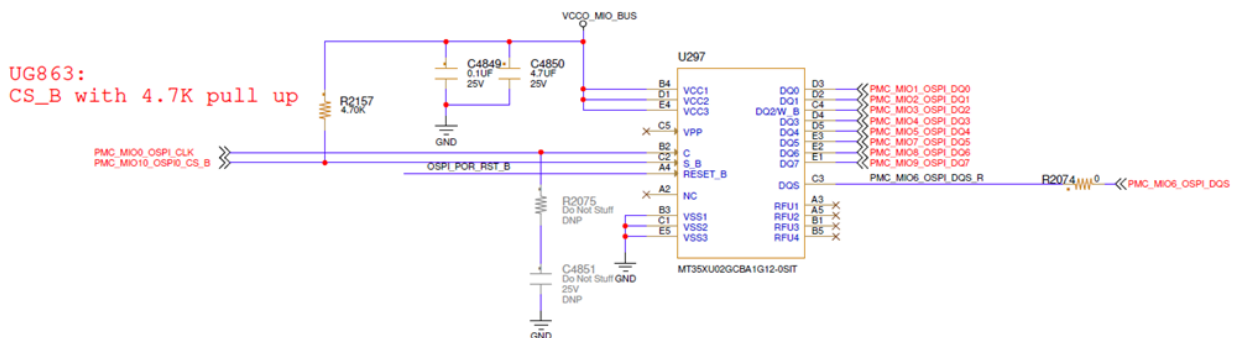 VCCO_MIO_BUS
UG863:
CS_B with 4.7K pull up
R2157
4.70K
C4849
0.1UF
25V
C4850
4.7UF
25V
GND
U297
B4 VCC1
D1 VCC2
E4 VCC3
C5 VPP
PMC_MIO0_OSPI_CLK B2 C
PMC_MIO10_OSPI0_CS_B C2 S_B
OSPI_POR_RST_B A4 RESET_B
A2 NC
B3 VSS1
C1 VSS2
E5 VSS3
GND
R2075
Do Not Stuff
DNP
C4851
Do Not Stuff
25V
DNP
GND
DQ0 D3 PMC_MIO1_OSPI_DQ0
DQ1 D2 PMC_MIO2_OSPI_DQ1
DQ2/W_B C4 PMC_MIO3_OSPI_DQ2
DQ3 D4 PMC_MIO4_OSPI_DQ3
DQ4 D5 PMC_MIO5_OSPI_DQ4
DQ5 E3 PMC_MIO7_OSPI_DQ5
DQ6 E2 PMC_MIO8_OSPI_DQ6
DQ7 E1 PMC_MIO9_OSPI_DQ7
DQS C3 PMC_MIO6_OSPI_DQS_R R2074 0 PMC_MIO6_OSPI_DQS
RFU1 A3
RFU2 A5
RFU3 B1
RFU4 B5
MT35XU02GCBA1G12-0SIT